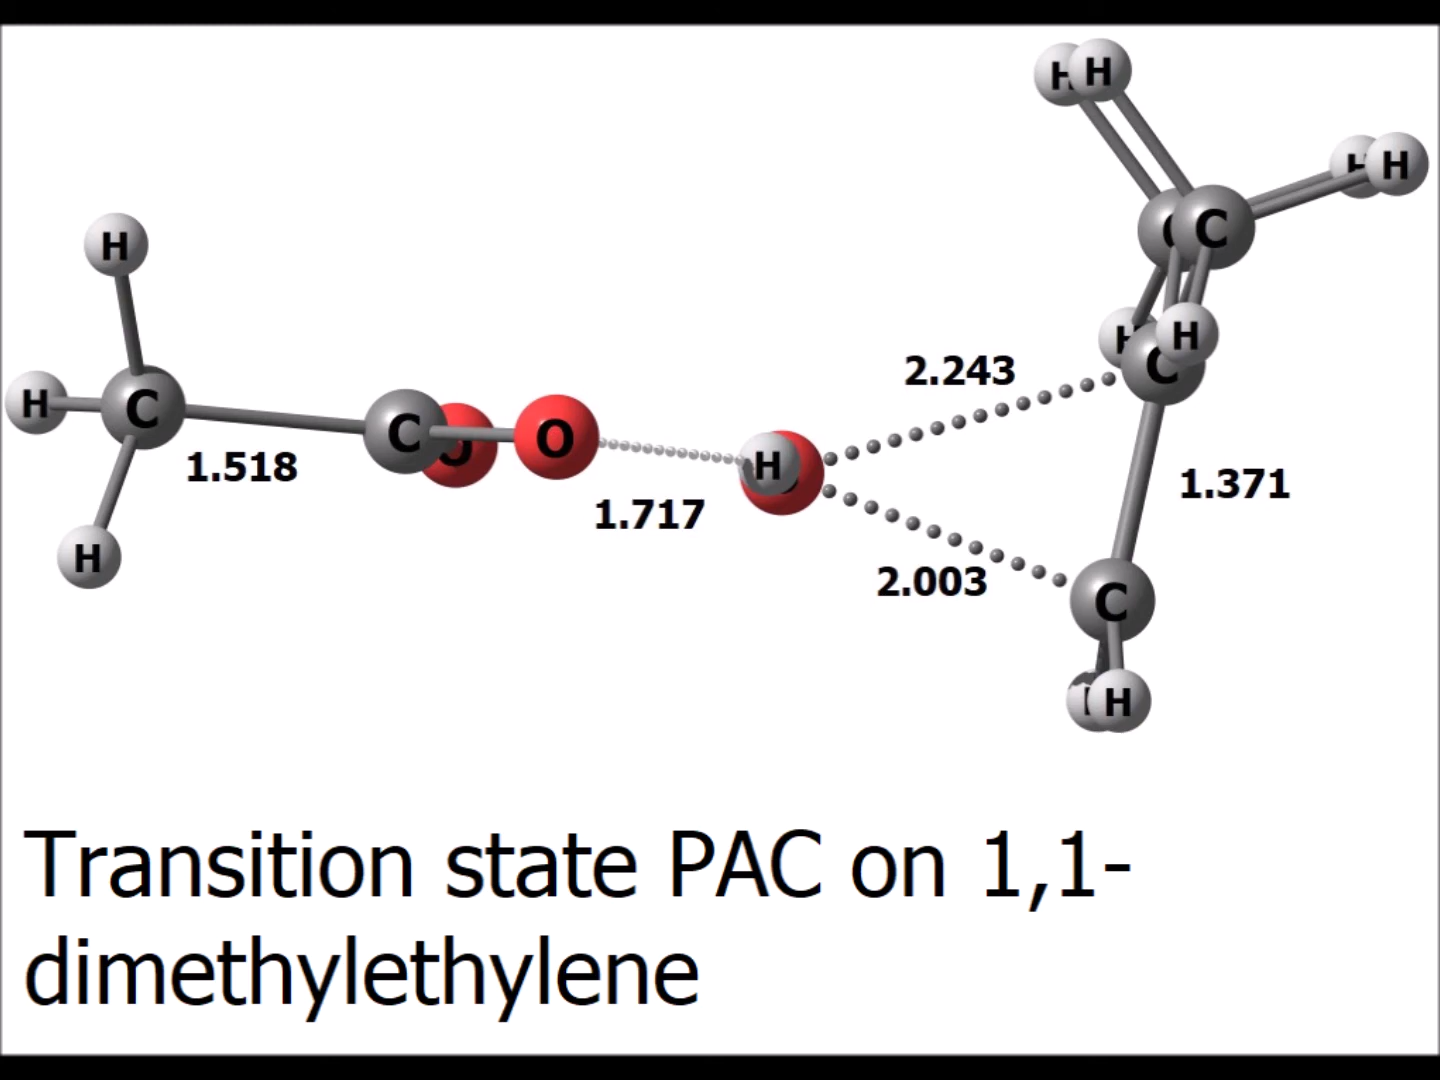 H H
H H
C C
H
H H
C
2.243
H C C O O H
1.518
1.717
1.371
2.003
H
C
H
Transition state PAC on 1,1-
dimethylethylene